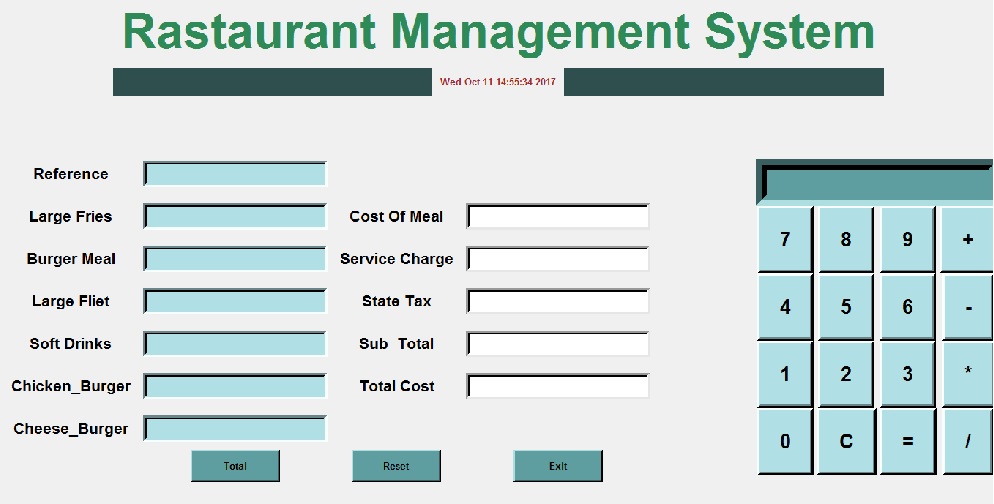 Rastaurant Management System
Wed Oct 11 14:55:34 2017
Reference
Large Fries Cost Of Meal
Burger Meal Service Charge
Large Fliet State Tax
Soft Drinks Sub Total
Chicken_Burger Total Cost
Cheese_Burger
Total Reset Exit
7 8 9 +
4 5 6 -
1 2 3 *
0 C = /